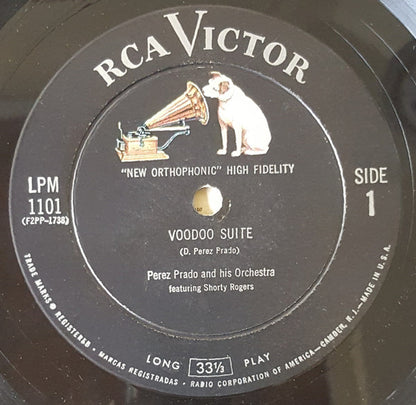 RCA VICTOR
"NEW ORTHOPHONIC" HIGH FIDELITY
LPM
1101
(F2PP-1738)
SIDE
1
VOODOO SUITE
(D. Perez Prado)
Perez Prado and his Orchestra
featuring Shorty Rogers
LONG 33⅓ PLAY
TRADE MARKS ® REGISTERED • MARCAS REGISTRADAS • RADIO CORPORATION OF AMERICA—CAMDEN, N.J.—MADE IN U.S.A.